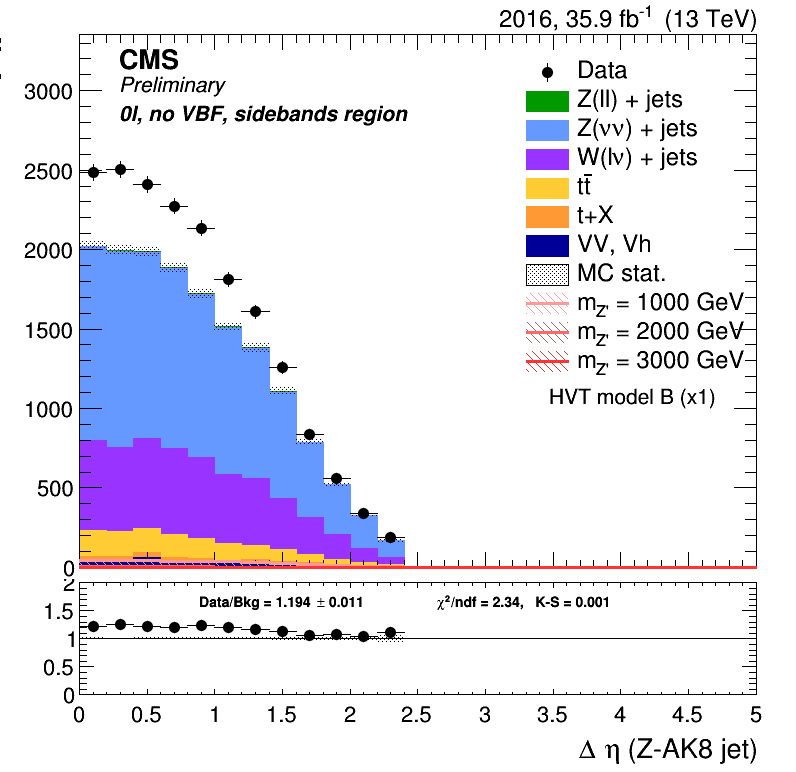 2016, 35.9 fb⁻¹ (13 TeV)
CMS
Preliminary
0l, no VBF, sidebands region
Data
Z(ll) + jets
Z(νν) + jets
W(lν) + jets
tt̄
t+X
VV, Vh
MC stat.
m_Z' = 1000 GeV
m_Z' = 2000 GeV
m_Z' = 3000 GeV
HVT model B (x1)
3000
2500
2000
1500
1000
500
0
Data/Bkg = 1.194 ± 0.011 χ²/ndf = 2.34, K-S = 0.001
2
1.5
1
0.5
0
0 0.5 1 1.5 2 2.5 3 3.5 4 4.5 5
Δ η (Z-AK8 jet)